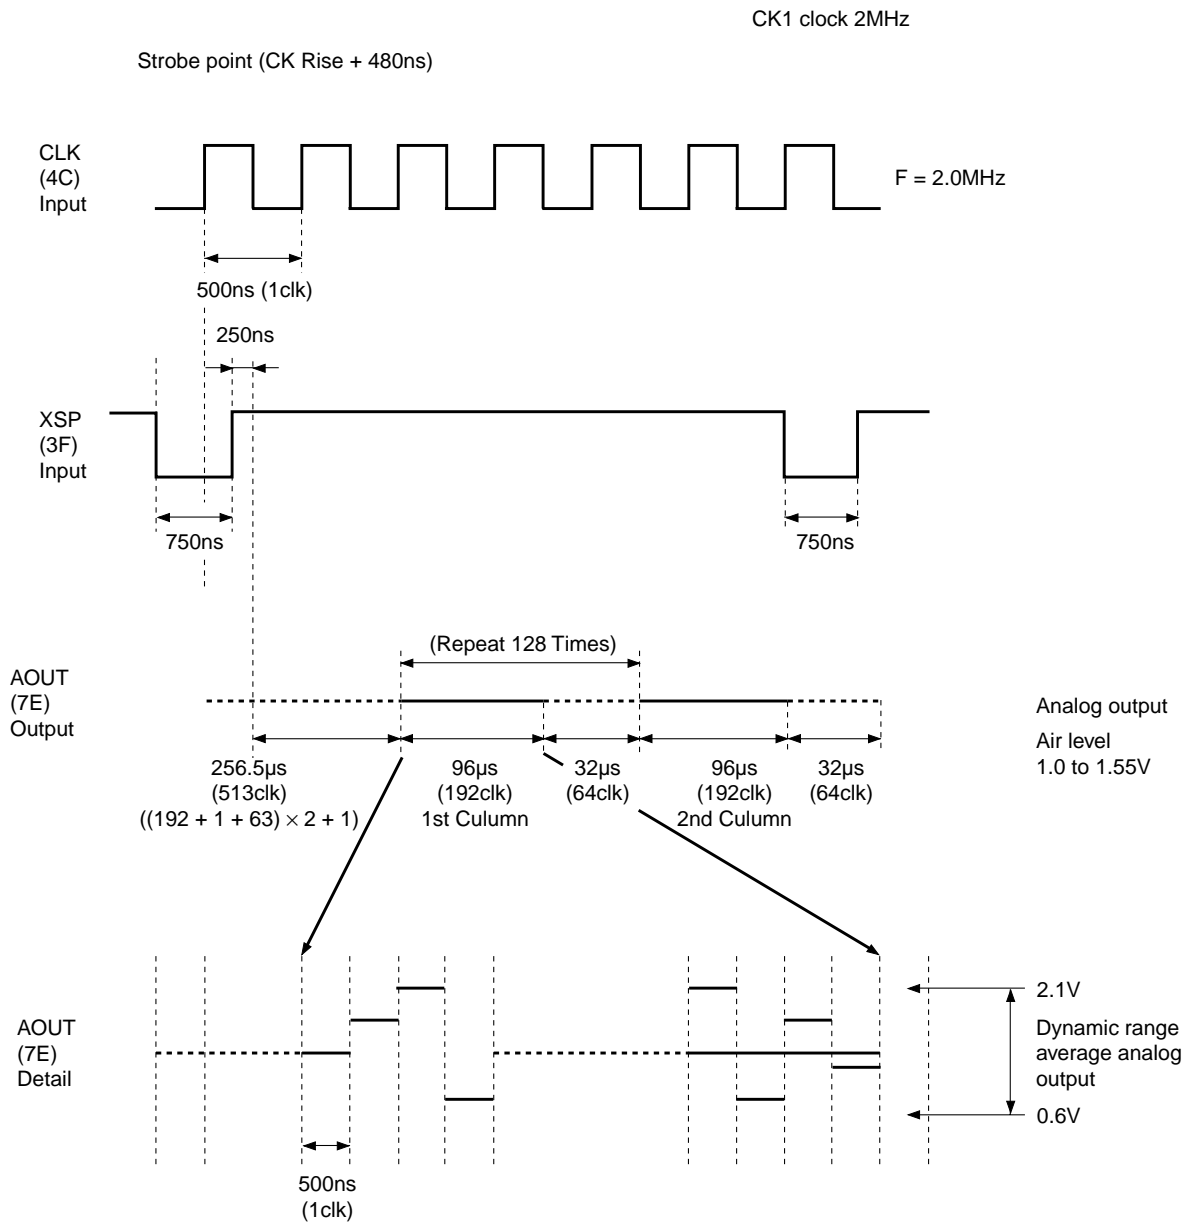 CK1 clock 2MHz
Strobe point (CK Rise + 480ns)
CLK
(4C)
Input
F = 2.0MHz
500ns (1clk)
250ns
XSP
(3F)
Input
750ns
750ns
(Repeat 128 Times)
AOUT
(7E)
Output
Analog output
Air level
1.0 to 1.55V
256.5μs
(513clk)
((192 + 1 + 63) × 2 + 1)
96μs
(192clk)
1st Culumn
32μs
(64clk)
96μs
(192clk)
2nd Culumn
32μs
(64clk)
AOUT
(7E)
Detail
2.1V
Dynamic range
average analog
output
0.6V
500ns
(1clk)